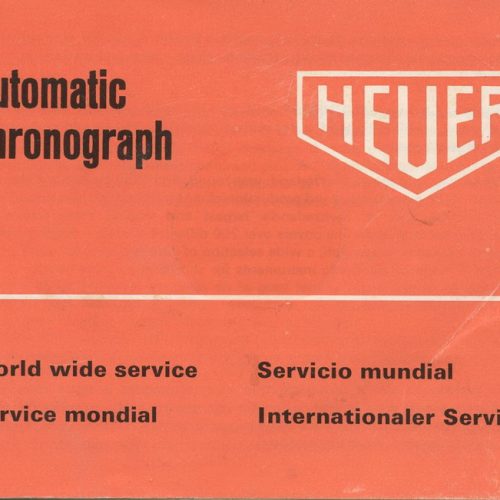 utomatic
hronograph
HEUER
orld wide service
rvice mondial
Servicio mundial
Internationaler Servi